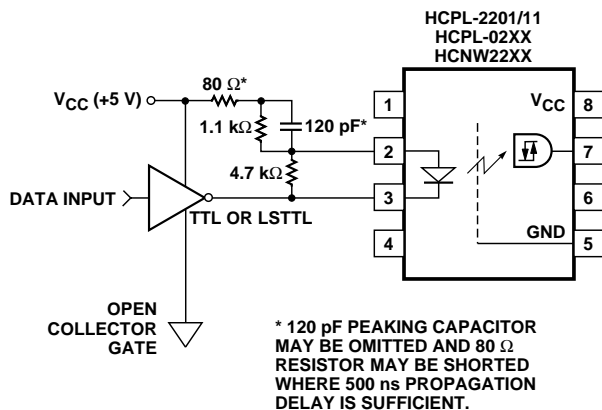 HCPL-2201/11
HCPL-02XX
HCNW22XX
80 Ω*
VCC (+5 V)
1.1 kΩ
120 pF*
4.7 kΩ
DATA INPUT
TTL OR LSTTL
OPEN
COLLECTOR
GATE
1
2
3
4
VCC
8
7
6
GND
5
* 120 pF PEAKING CAPACITOR
MAY BE OMITTED AND 80 Ω
RESISTOR MAY BE SHORTED
WHERE 500 ns PROPAGATION
DELAY IS SUFFICIENT.